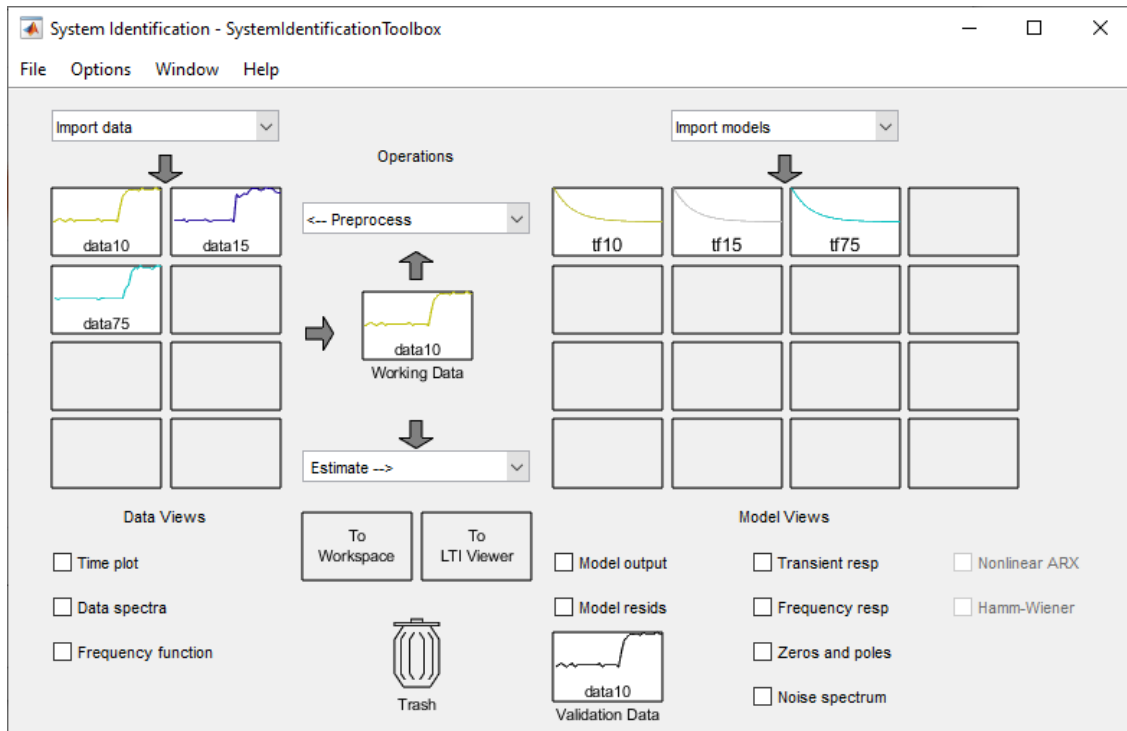 System Identification - SystemIdentificationToolbox
File Options Window Help
Import data
Import models
Operations
data10
data15
<-- Preprocess
tf10
tf15
tf75
data75
data10
Working Data
Estimate -->
Data Views
Model Views
To
Workspace
To
LTI Viewer
Time plot
Data spectra
Frequency function
Trash
Model output
Model resids
data10
Validation Data
Transient resp
Frequency resp
Zeros and poles
Noise spectrum
Nonlinear ARX
Hamm-Wiener